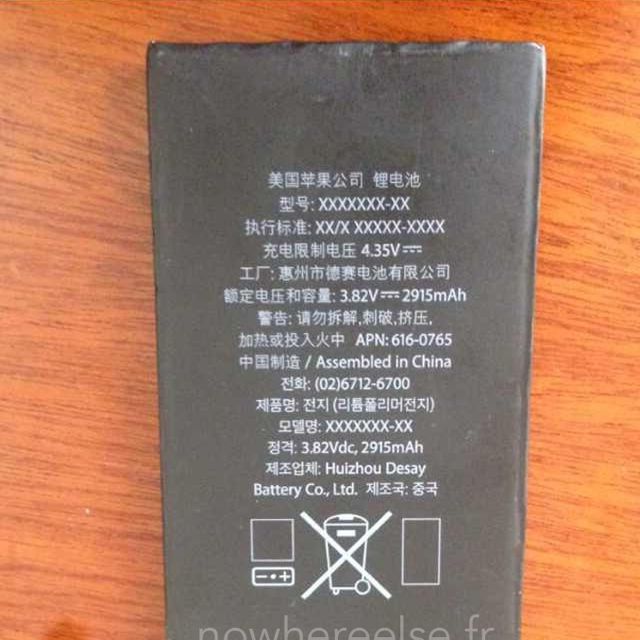 美国苹果公司 锂电池
型号: XXXXXXX-XX
执行标准: XX/X XXXXX-XXXX
充电限制电压 4.35V⎓
工厂: 惠州市德赛电池有限公司
额定电压和容量: 3.82V⎓2915mAh
警告: 请勿拆解,刺破,挤压,
加热或投入火中 APN: 616-0765
中国制造 / Assembled in China
전화: (02)6712-6700
제품명: 전지 (리튬폴리머전지)
모델명: XXXXXXX-XX
정격: 3.82Vdc, 2915mAh
제조업체: Huizhou Desay
Battery Co., Ltd. 제조국: 중국
nowhereelse.fr